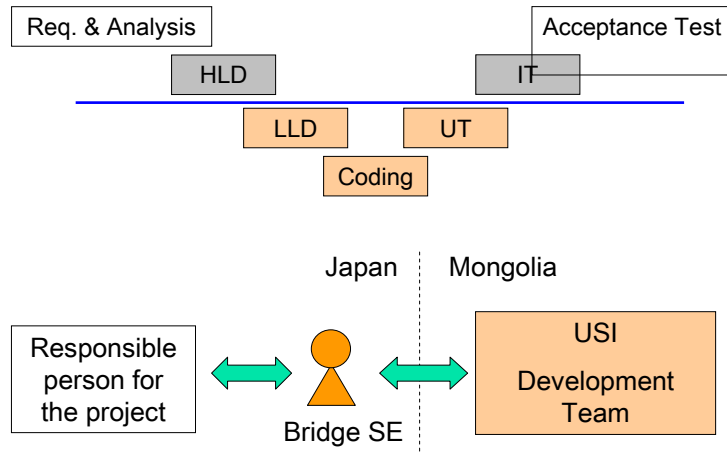 Req. & Analysis
Acceptance Test
HLD
IT
LLD
UT
Coding
Japan
Mongolia
Responsible
person for
the project
Bridge SE
USI
Development
Team